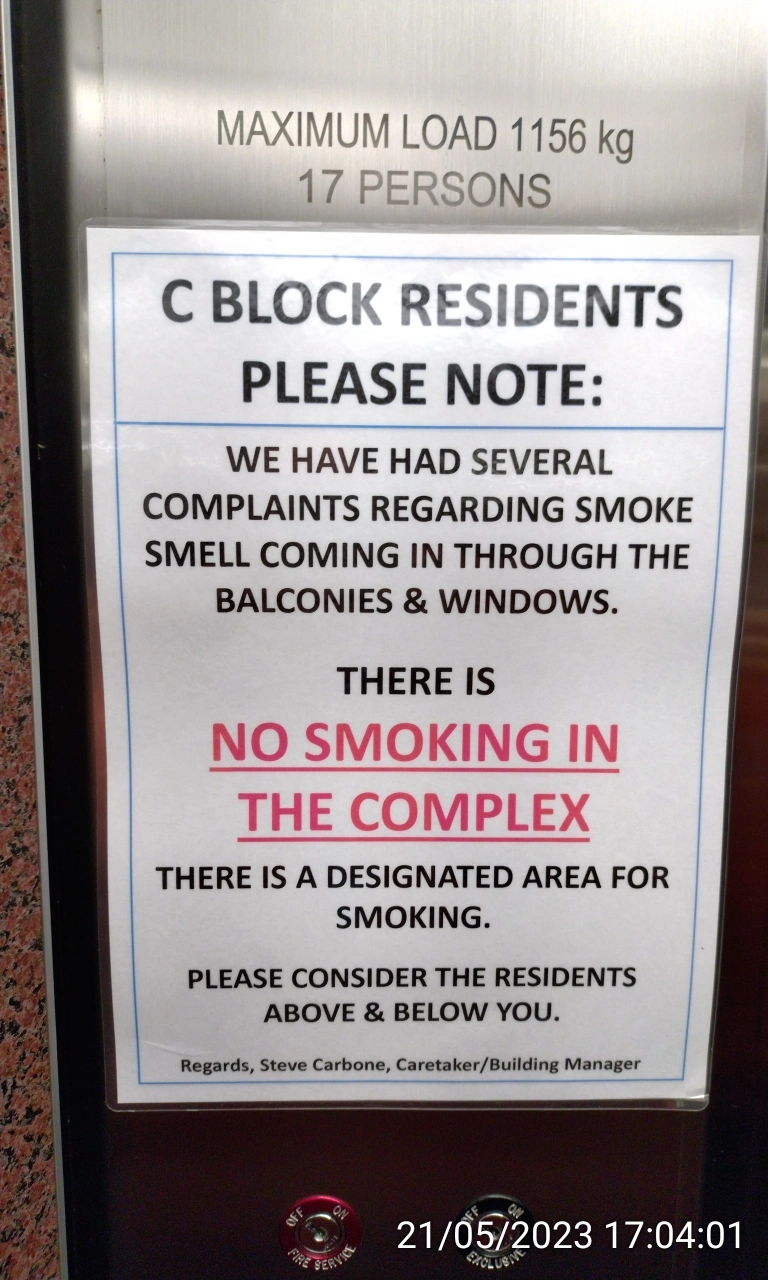 MAXIMUM LOAD 1156 kg
17 PERSONS
C BLOCK RESIDENTS
PLEASE NOTE:
WE HAVE HAD SEVERAL
COMPLAINTS REGARDING SMOKE
SMELL COMING IN THROUGH THE
BALCONIES & WINDOWS.
THERE IS
NO SMOKING IN
THE COMPLEX
THERE IS A DESIGNATED AREA FOR
SMOKING.
PLEASE CONSIDER THE RESIDENTS
ABOVE & BELOW YOU.
Regards, Steve Carbone, Caretaker/Building Manager
OFF ON
FIRE SERVICE
OFF ON
EXCLUSIVE
21/05/2023 17:04:01